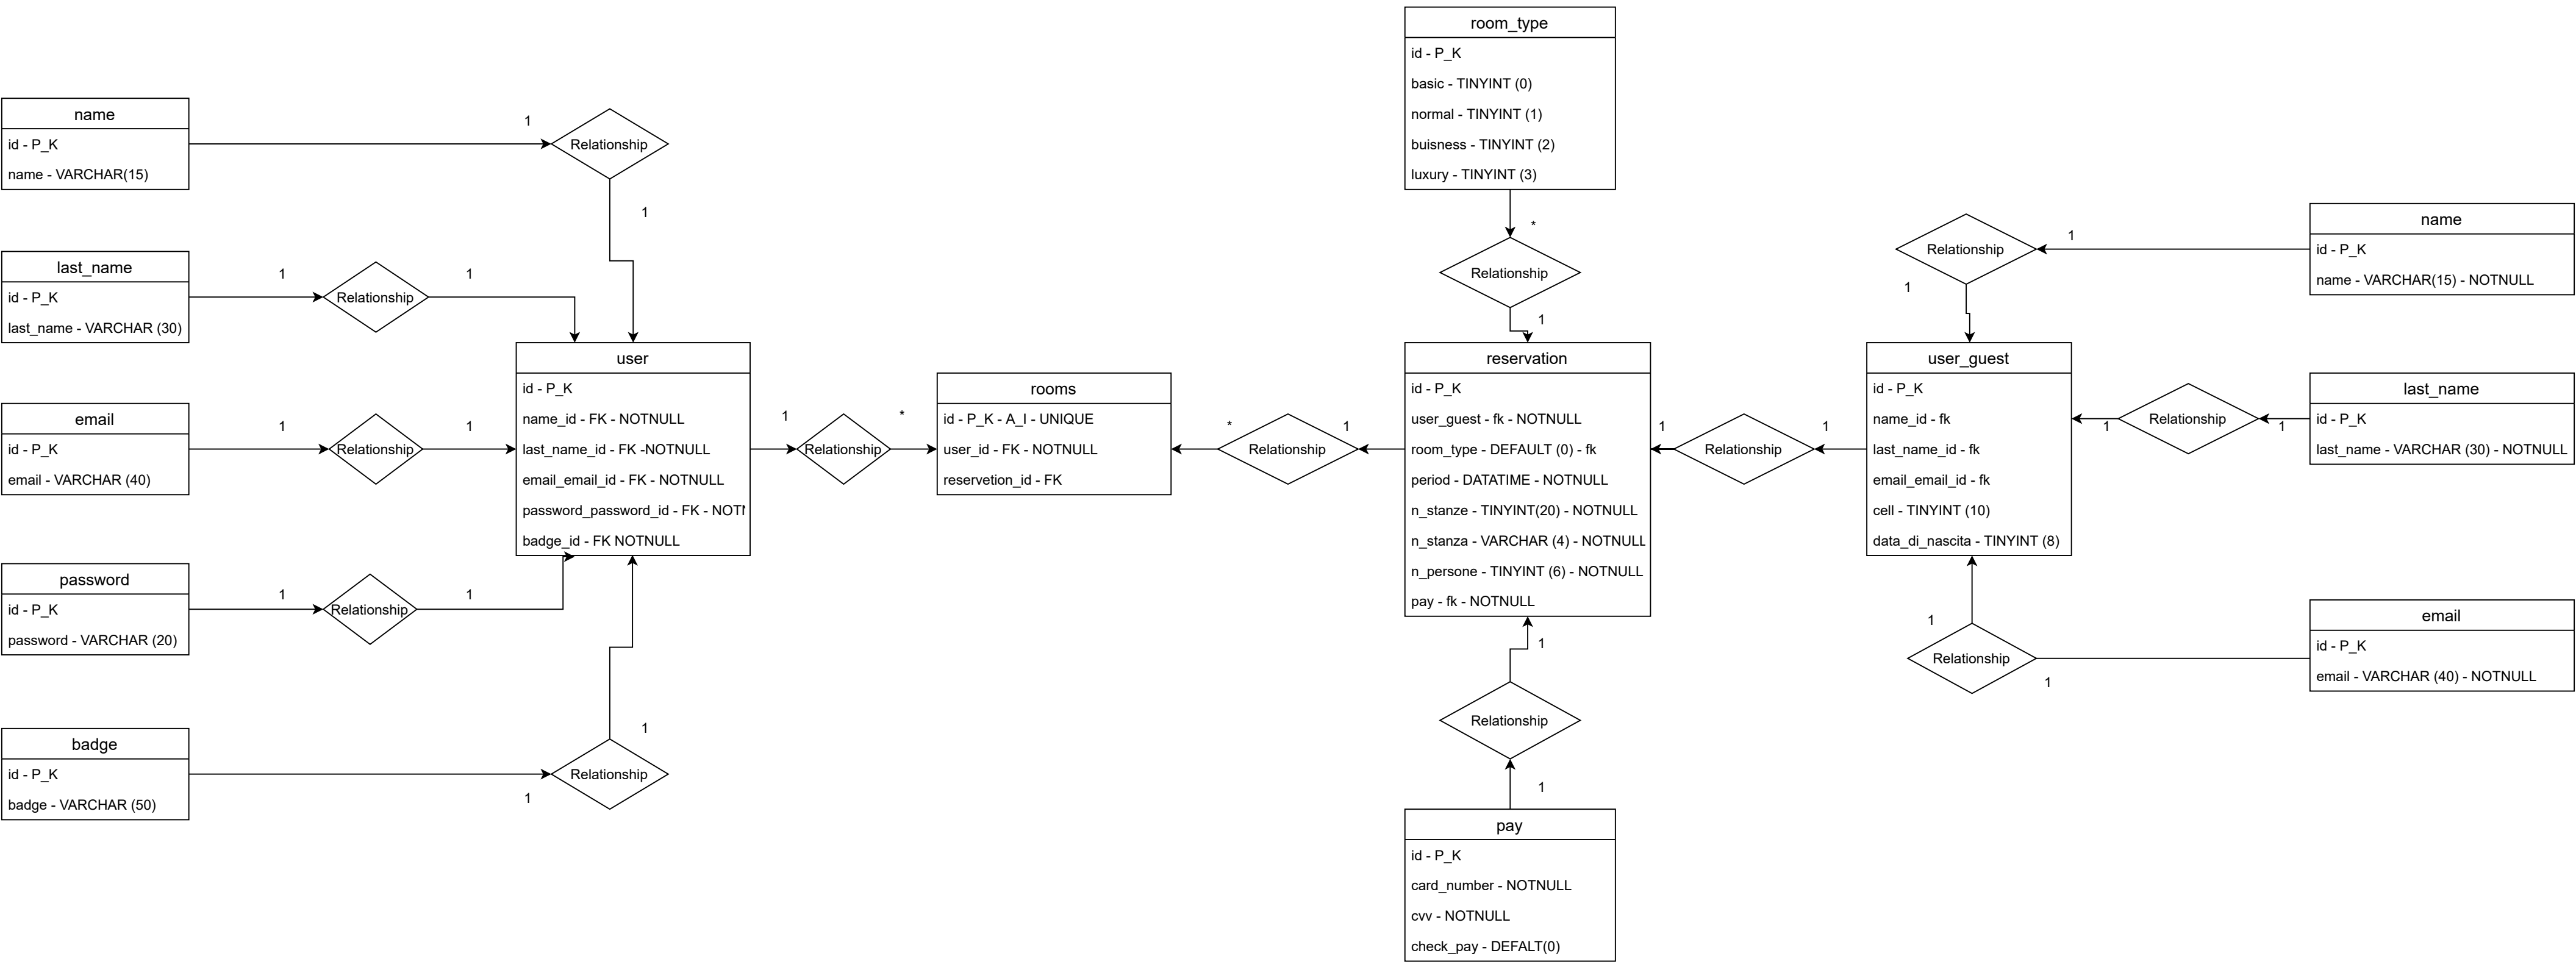 room_type
id - P_K
basic - TINYINT (0)
normal - TINYINT (1)
buisness - TINYINT (2)
luxury - TINYINT (3)
*
Relationship
1
name
id - P_K
name - VARCHAR(15)
1
Relationship
1
last_name
id - P_K
last_name - VARCHAR (30)
1
Relationship
1
email
id - P_K
email - VARCHAR (40)
1
Relationship
1
password
id - P_K
password - VARCHAR (20)
1
Relationship
1
badge
id - P_K
badge - VARCHAR (50)
1
Relationship
1
user
id - P_K
name_id - FK - NOTNULL
last_name_id - FK -NOTNULL
email_email_id - FK - NOTNULL
password_password_id - FK - NOT
badge_id - FK NOTNULL
1
Relationship
*
rooms
id - P_K - A_I - UNIQUE
user_id - FK - NOTNULL
reservetion_id - FK
*
Relationship
1
reservation
id - P_K
user_guest - fk - NOTNULL
room_type - DEFAULT (0) - fk
period - DATATIME - NOTNULL
n_stanze - TINYINT(20) - NOTNULL
n_stanza - VARCHAR (4) - NOTNULL
n_persone - TINYINT (6) - NOTNULL
pay - fk - NOTNULL
1
Relationship
1
pay
id - P_K
card_number - NOTNULL
cvv - NOTNULL
check_pay - DEFALT(0)
1
Relationship
1
user_guest
id - P_K
name_id - fk
last_name_id - fk
email_email_id - fk
cell - TINYINT (10)
data_di_nascita - TINYINT (8)
Relationship
1
1
name
id - P_K
name - VARCHAR(15) - NOTNULL
1
Relationship
1
last_name
id - P_K
last_name - VARCHAR (30) - NOTNULL
1
Relationship
1
email
id - P_K
email - VARCHAR (40) - NOTNULL